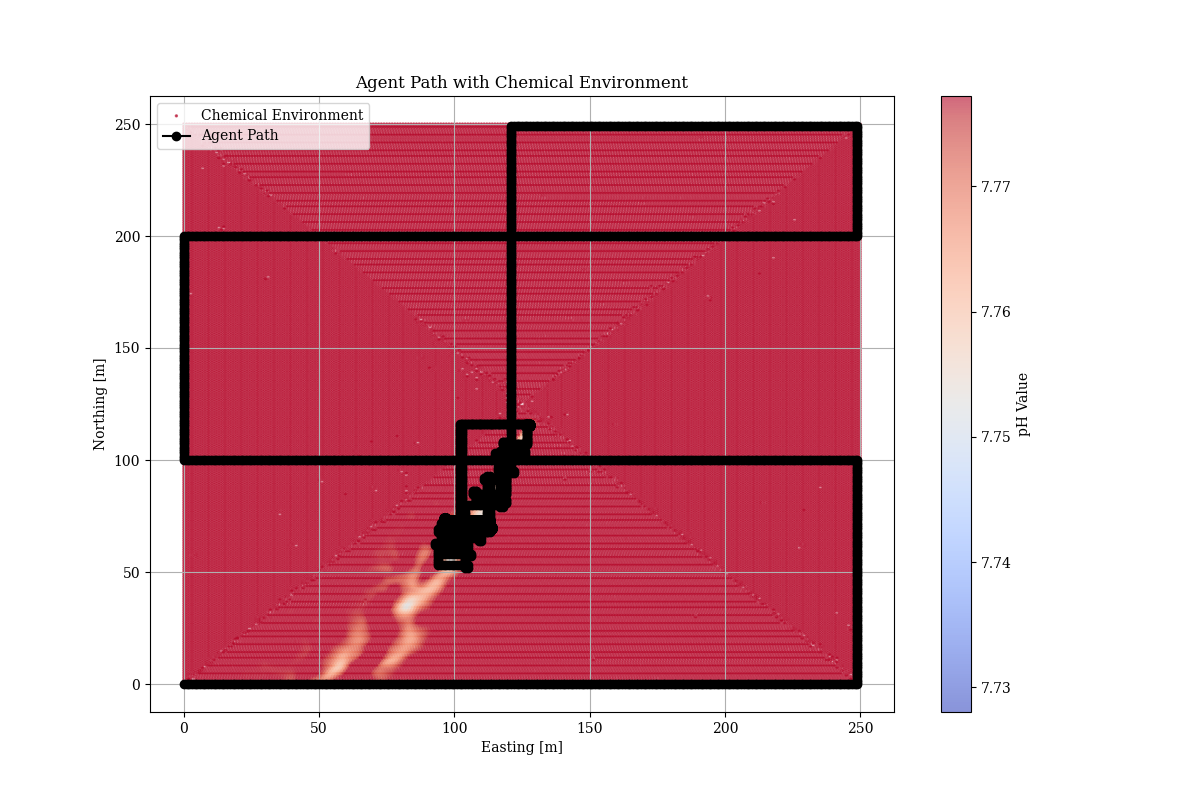 Agent Path with Chemical Environment
Chemical Environment
Agent Path
250
200
150
100
50
0
Northing [m]
0 50 100 150 200 250
Easting [m]
7.77
7.76
7.75
7.74
7.73
pH Value